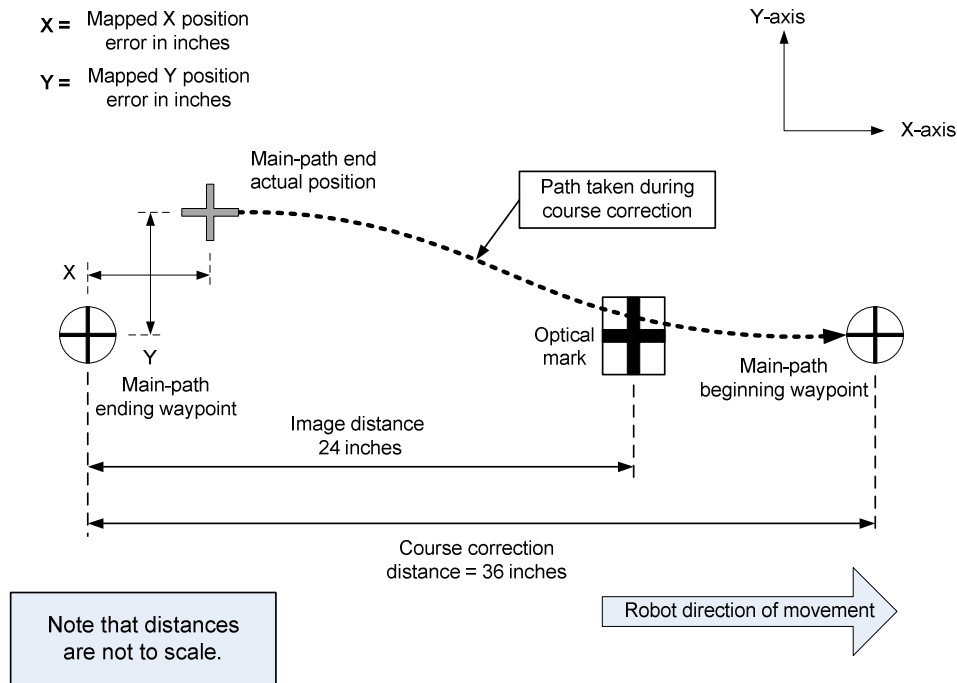 X = Mapped X position
error in inches
Y = Mapped Y position
error in inches
Y-axis
X-axis
Main-path end
actual position
Path taken during
course correction
X
Y
Optical
mark
Main-path
ending waypoint
Main-path
beginning waypoint
Image distance
24 inches
Course correction
distance = 36 inches
Robot direction of movement
Note that distances
are not to scale.